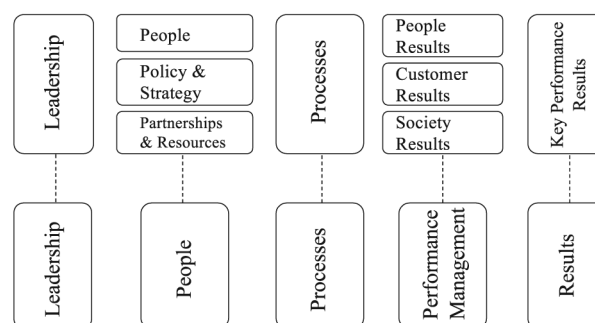 Leadership
People
Policy &
Strategy
Partnerships
& Resources
Processes
People
Results
Customer
Results
Society
Results
Key Performance
Results
Leadership
People
Processes
Performance
Management
Results